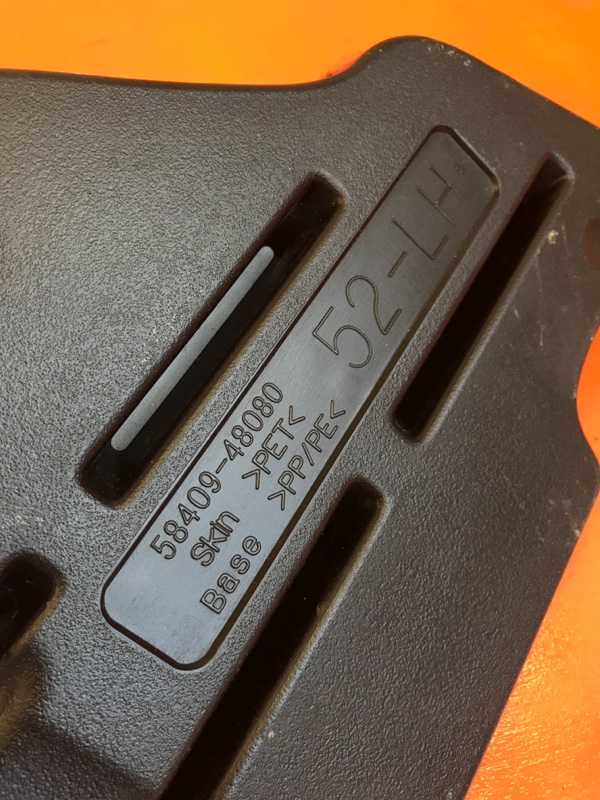 58409-48080
Skin >PET<
Base >PP/PE<
52-LH